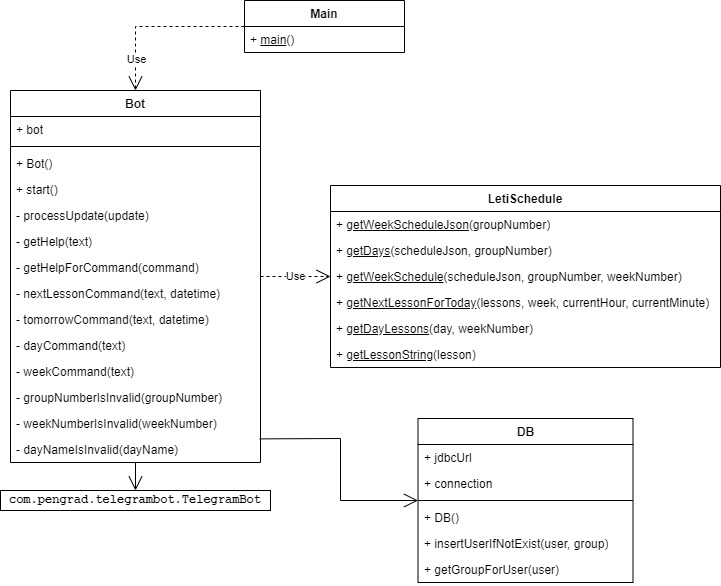 Main
+ main()
Use
Bot
+ bot
+ Bot()
+ start()
- processUpdate(update)
- getHelp(text)
- getHelpForCommand(command)
- nextLessonCommand(text, datetime)
- tomorrowCommand(text, datetime)
- dayCommand(text)
- weekCommand(text)
- groupNumberIsInvalid(groupNumber)
- weekNumberIsInvalid(weekNumber)
- dayNameIsInvalid(dayName)
Use
LetiSchedule
+ getWeekScheduleJson(groupNumber)
+ getDays(scheduleJson, groupNumber)
+ getWeekSchedule(scheduleJson, groupNumber, weekNumber)
+ getNextLessonForToday(lessons, week, currentHour, currentMinute)
+ getDayLessons(day, weekNumber)
+ getLessonString(lesson)
com.pengrad.telegrambot.TelegramBot
DB
+ jdbcUrl
+ connection
+ DB()
+ insertUserIfNotExist(user, group)
+ getGroupForUser(user)